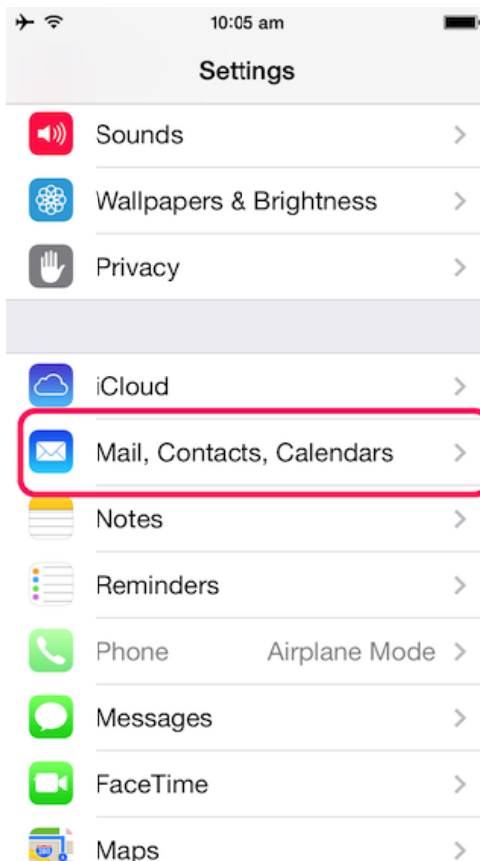 10:05 am
Settings
Sounds
Wallpapers & Brightness
Privacy
iCloud
Mail, Contacts, Calendars
Notes
Reminders
Phone Airplane Mode
Messages
FaceTime
Maps